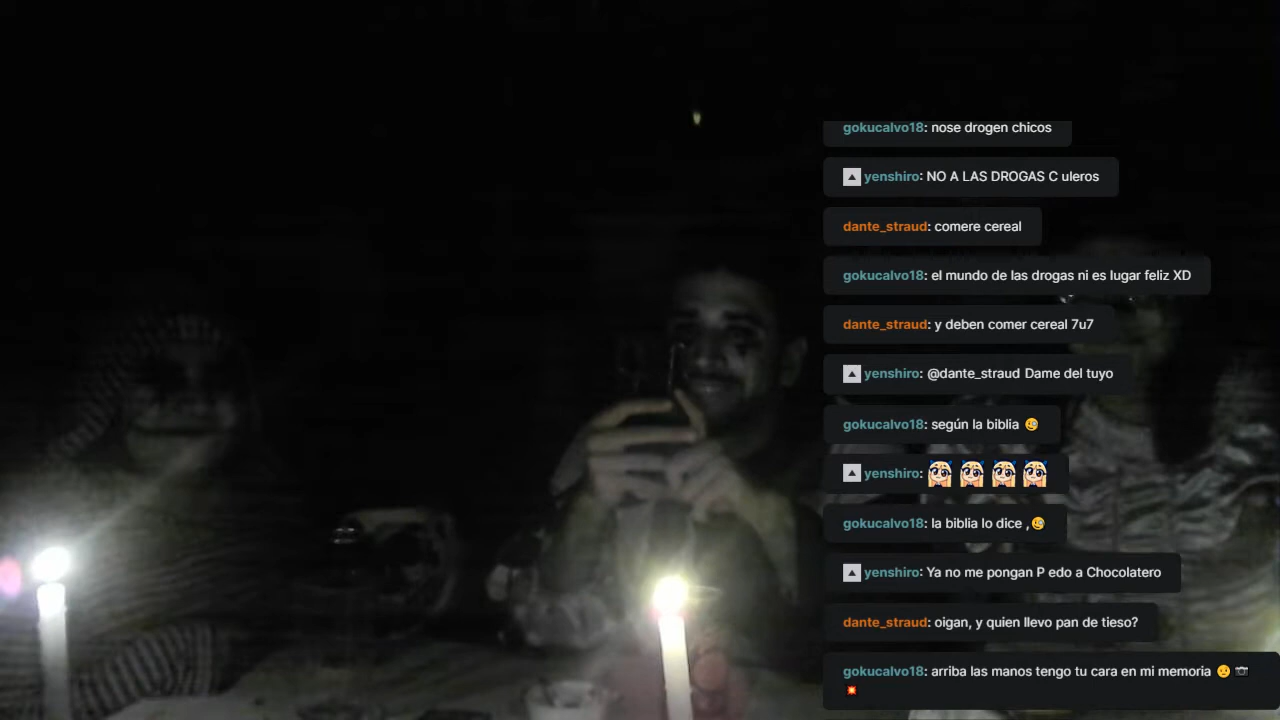 gokucalvo18: nose drogen chicos
yenshiro: NO A LAS DROGAS C uleros
dante_straud: comere cereal
gokucalvo18: el mundo de las drogas ni es lugar feliz XD
dante_straud: y deben comer cereal 7u7
yenshiro: @dante_straud Dame del tuyo
gokucalvo18: según la biblia 🧐
yenshiro:
gokucalvo18: la biblia lo dice ,🧐
yenshiro: Ya no me pongan P edo a Chocolatero
dante_straud: oigan, y quien llevo pan de tieso?
gokucalvo18: arriba las manos tengo tu cara en mi memoria 🤨 📷
💥